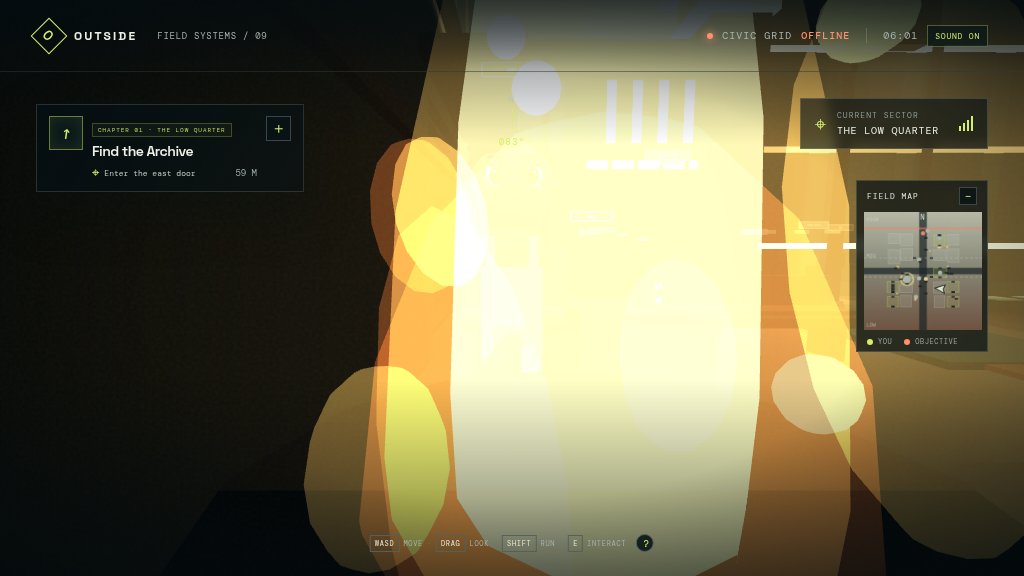 OUTSIDE
FIELD SYSTEMS / 09
CIVIC GRID OFFLINE
06:01
SOUND ON
CHAPTER 01 · THE LOW QUARTER
Find the Archive
Enter the east door
59 M
083°
CURRENT SECTOR
THE LOW QUARTER
FIELD MAP
N
LOW
YOU
OBJECTIVE
WASD MOVE
DRAG LOOK
SHIFT RUN
E INTERACT
?